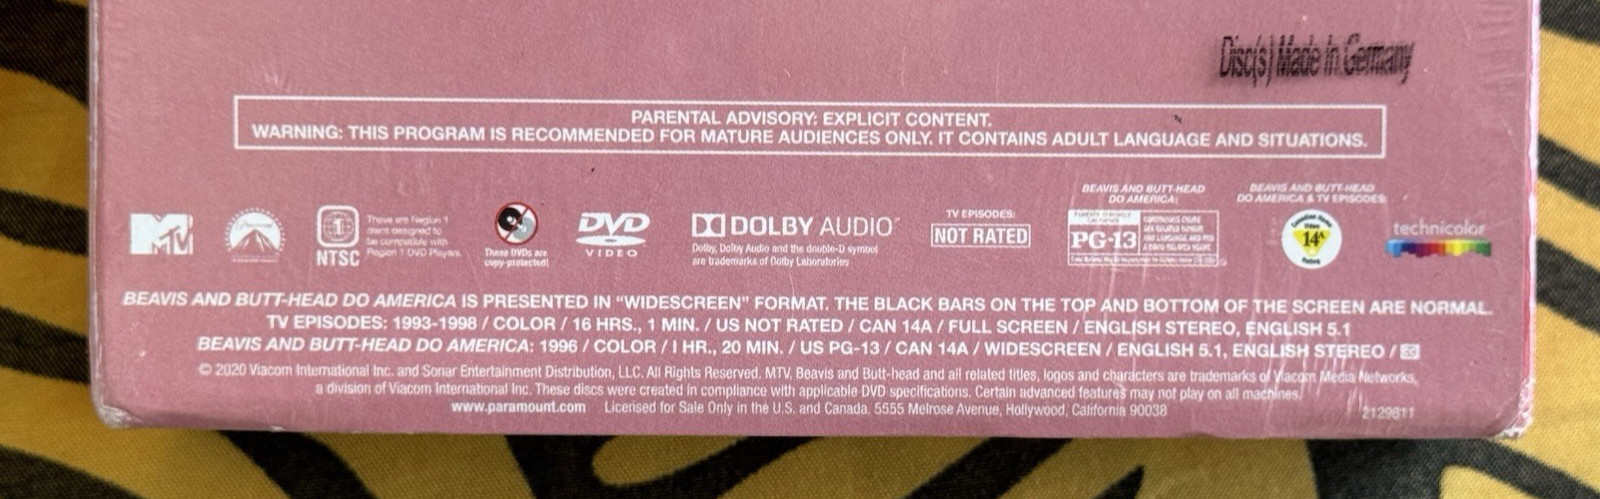 Disc(s) Made in Germany
PARENTAL ADVISORY: EXPLICIT CONTENT.
WARNING: THIS PROGRAM IS RECOMMENDED FOR MATURE AUDIENCES ONLY. IT CONTAINS ADULT LANGUAGE AND SITUATIONS.
MTV
Paramount
1
NTSC
These are Region 1
discs designed to
be compatible with
Region 1 DVD Players.
These DVDs are
copy-protected!
DVD
VIDEO
DOLBY AUDIO™
Dolby, Dolby Audio and the double-D symbol
are trademarks of Dolby Laboratories
TV EPISODES:
NOT RATED
BEAVIS AND BUTT-HEAD
DO AMERICA:
PG-13
BEAVIS AND BUTT-HEAD
DO AMERICA & TV EPISODES:
Canadian Home
14A
technicolor
BEAVIS AND BUTT-HEAD DO AMERICA IS PRESENTED IN “WIDESCREEN” FORMAT. THE BLACK BARS ON THE TOP AND BOTTOM OF THE SCREEN ARE NORMAL.
TV EPISODES: 1993-1998 / COLOR / 16 HRS., 1 MIN. / US NOT RATED / CAN 14A / FULL SCREEN / ENGLISH STEREO, ENGLISH 5.1
BEAVIS AND BUTT-HEAD DO AMERICA: 1996 / COLOR / 1 HR., 20 MIN. / US PG-13 / CAN 14A / WIDESCREEN / ENGLISH 5.1, ENGLISH STEREO /
© 2020 Viacom International Inc. and Sonar Entertainment Distribution, LLC. All Rights Reserved. MTV, Beavis and Butt-head and all related titles, logos and characters are trademarks of Viacom Media Networks,
a division of Viacom International Inc. These discs were created in compliance with applicable DVD specifications. Certain advanced features may not play on all machines.
www.paramount.com Licensed for Sale Only in the U.S. and Canada. 5555 Melrose Avenue, Hollywood, California 90038
2129811